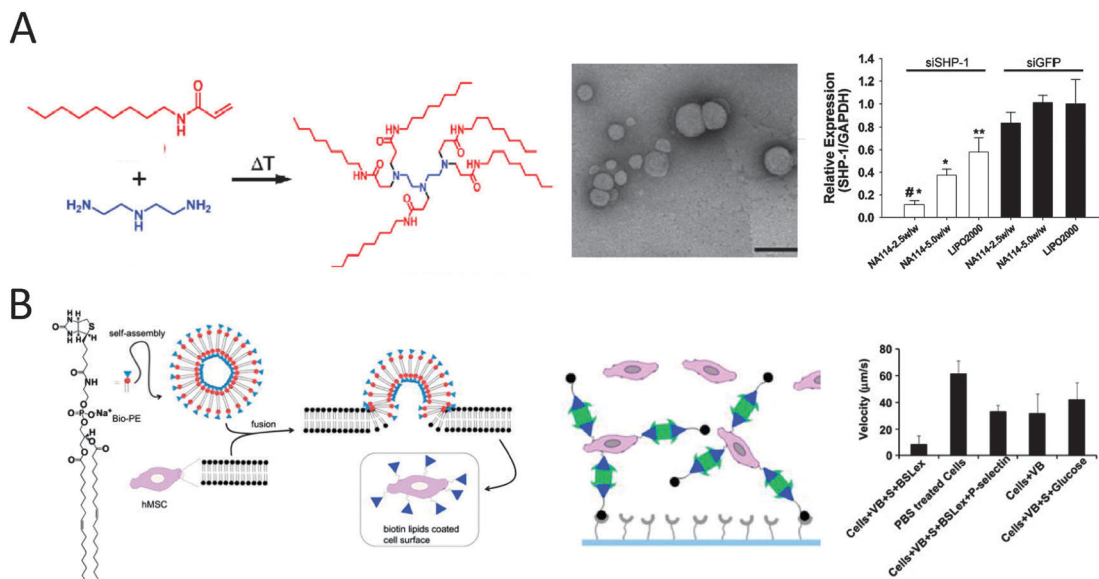 A
O
N
H
+
H₂N
N
H
NH₂
ΔT
HN
O
HN
O
HN
O
O
NH
N
N
N
O
NH
siSHP-1
siGFP
Relative Expression
(SHP-1/GAPDH)
1.4
1.2
1.0
0.8
0.6
0.4
0.2
0.0
# *
*
**
NA114-2.5w/w
NA114-5.0w/w
LIPO2000
NA114-2.5w/w
NA114-5.0w/w
LIPO2000
B
H
HN
O
HN
H
S
H
O
NH
O
O-P-O⁻Na⁺
O
H
O
O
O
=
Bio-PE
self-assembly
fusion
hMSC
biotin lipids coated
cell surface
Velocity (µm/s)
80
60
40
20
0
Cells+VB+S+BSLex
PBS treated Cells
Cells+VB+S+BSLex+P-selectin
Cells+VB
Cells+VB+S+Glucose